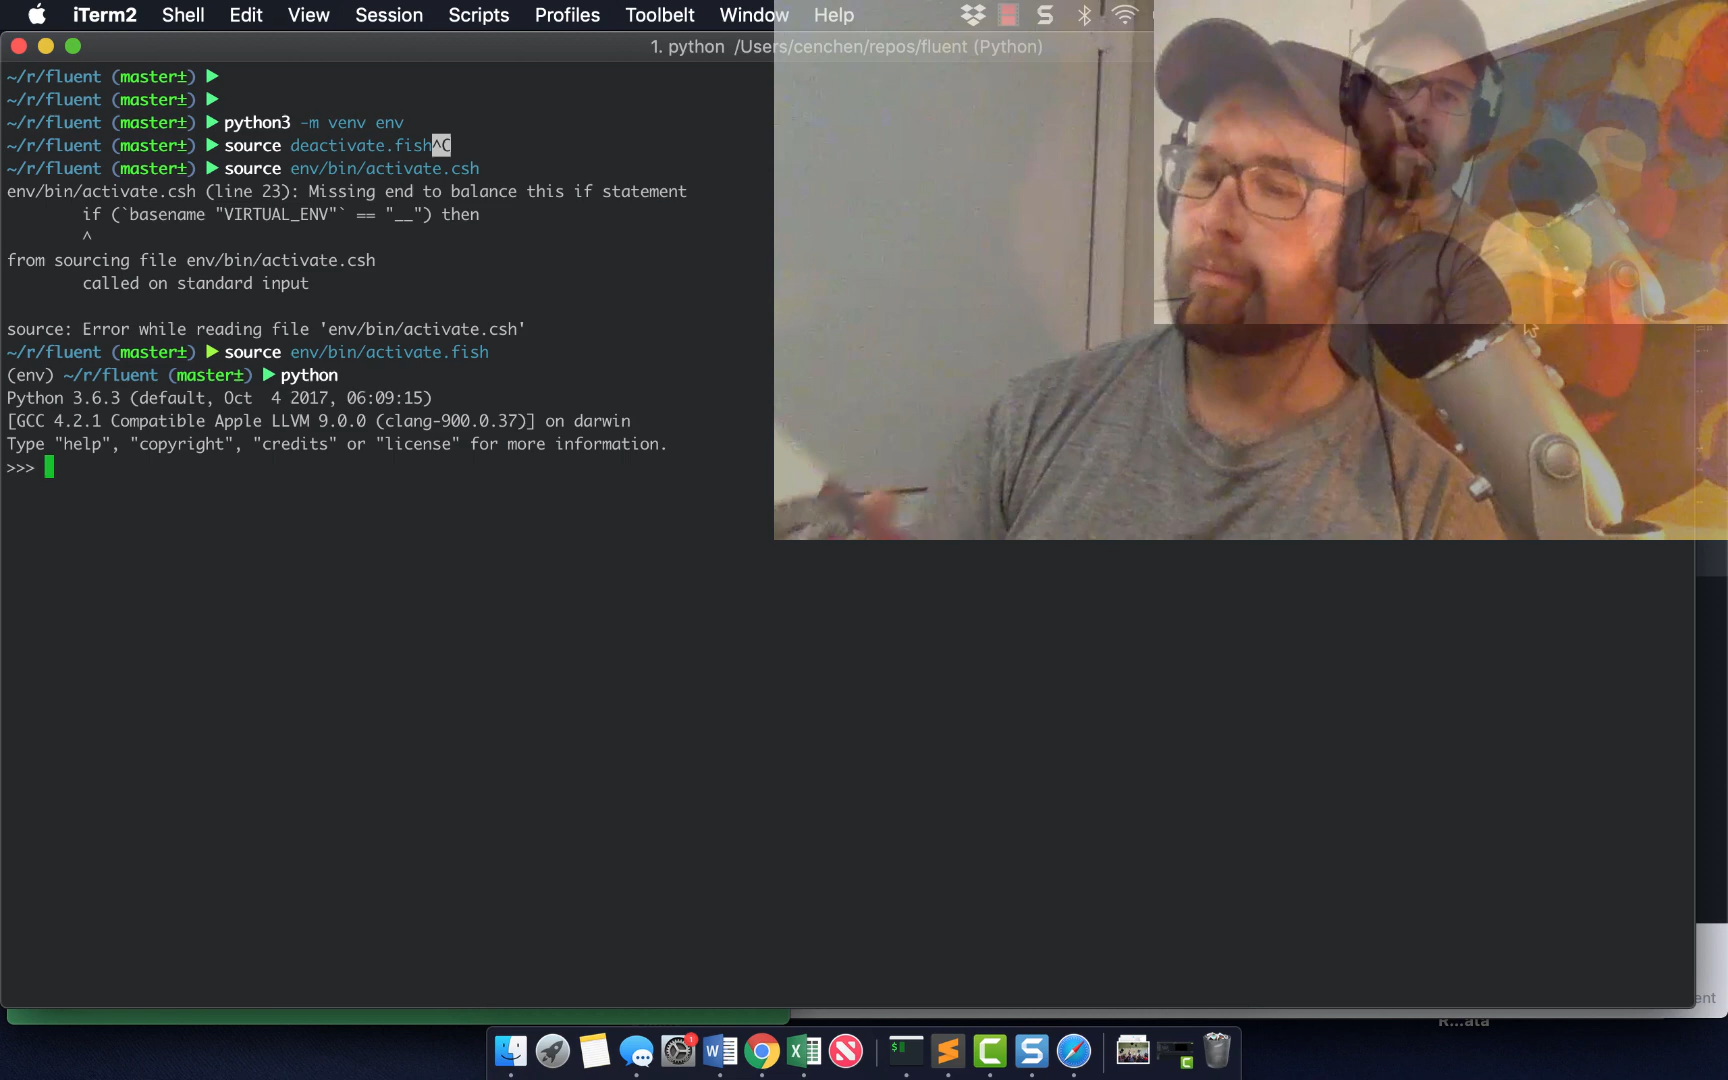 iTerm2 Shell Edit View Session Scripts Profiles Toolbelt Window Help
1. python /Users/cenchen/repos/fluent (Python)
~/r/fluent (master±)
~/r/fluent (master±)
~/r/fluent (master±) python3 -m venv env
~/r/fluent (master±) source deactivate.fish^C
~/r/fluent (master±) source env/bin/activate.csh
env/bin/activate.csh (line 23): Missing end to balance this if statement
if (`basename "VIRTUAL_ENV"` == "__") then
^
from sourcing file env/bin/activate.csh
called on standard input
source: Error while reading file 'env/bin/activate.csh'
~/r/fluent (master±) source env/bin/activate.fish
(env) ~/r/fluent (master±) python
Python 3.6.3 (default, Oct  4 2017, 06:09:15)
[GCC 4.2.1 Compatible Apple LLVM 9.0.0 (clang-900.0.37)] on darwin
Type "help", "copyright", "credits" or "license" for more information.
>>>
ent
R...ata
1